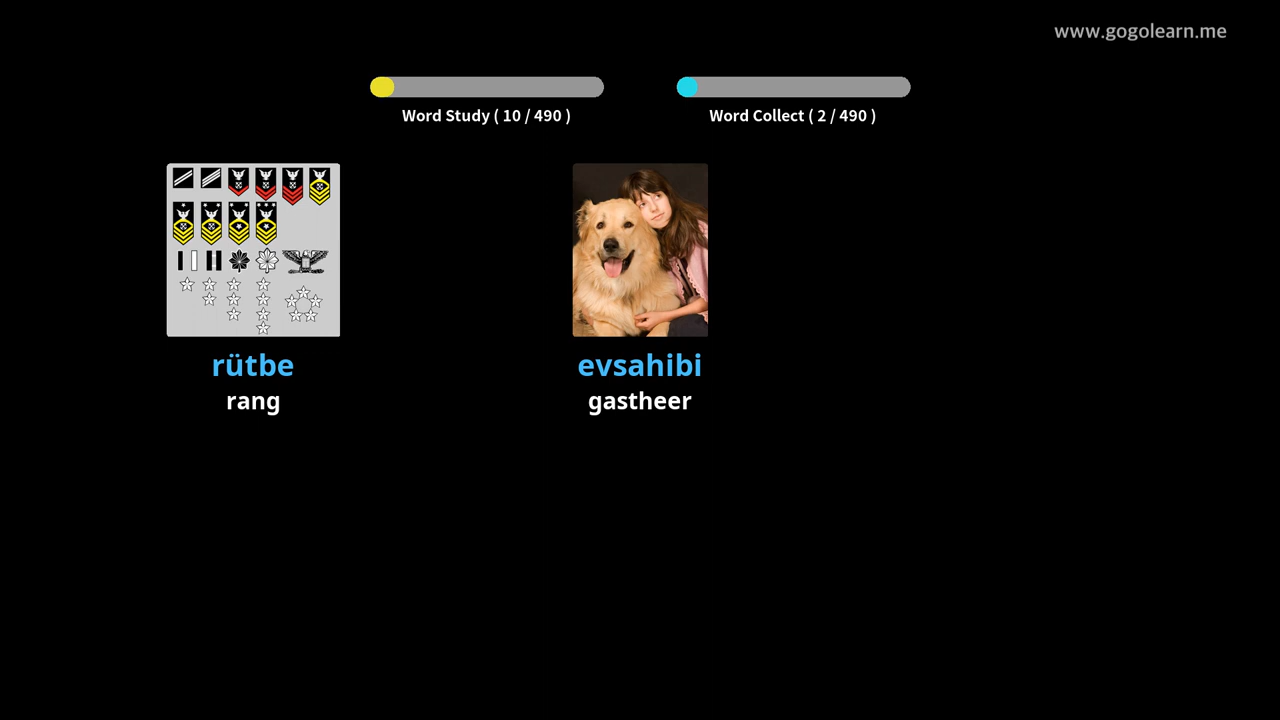 www.gogolearn.me
Word Study ( 10 / 490 )
Word Collect ( 2 / 490 )
rütbe
rang
evsahibi
gastheer